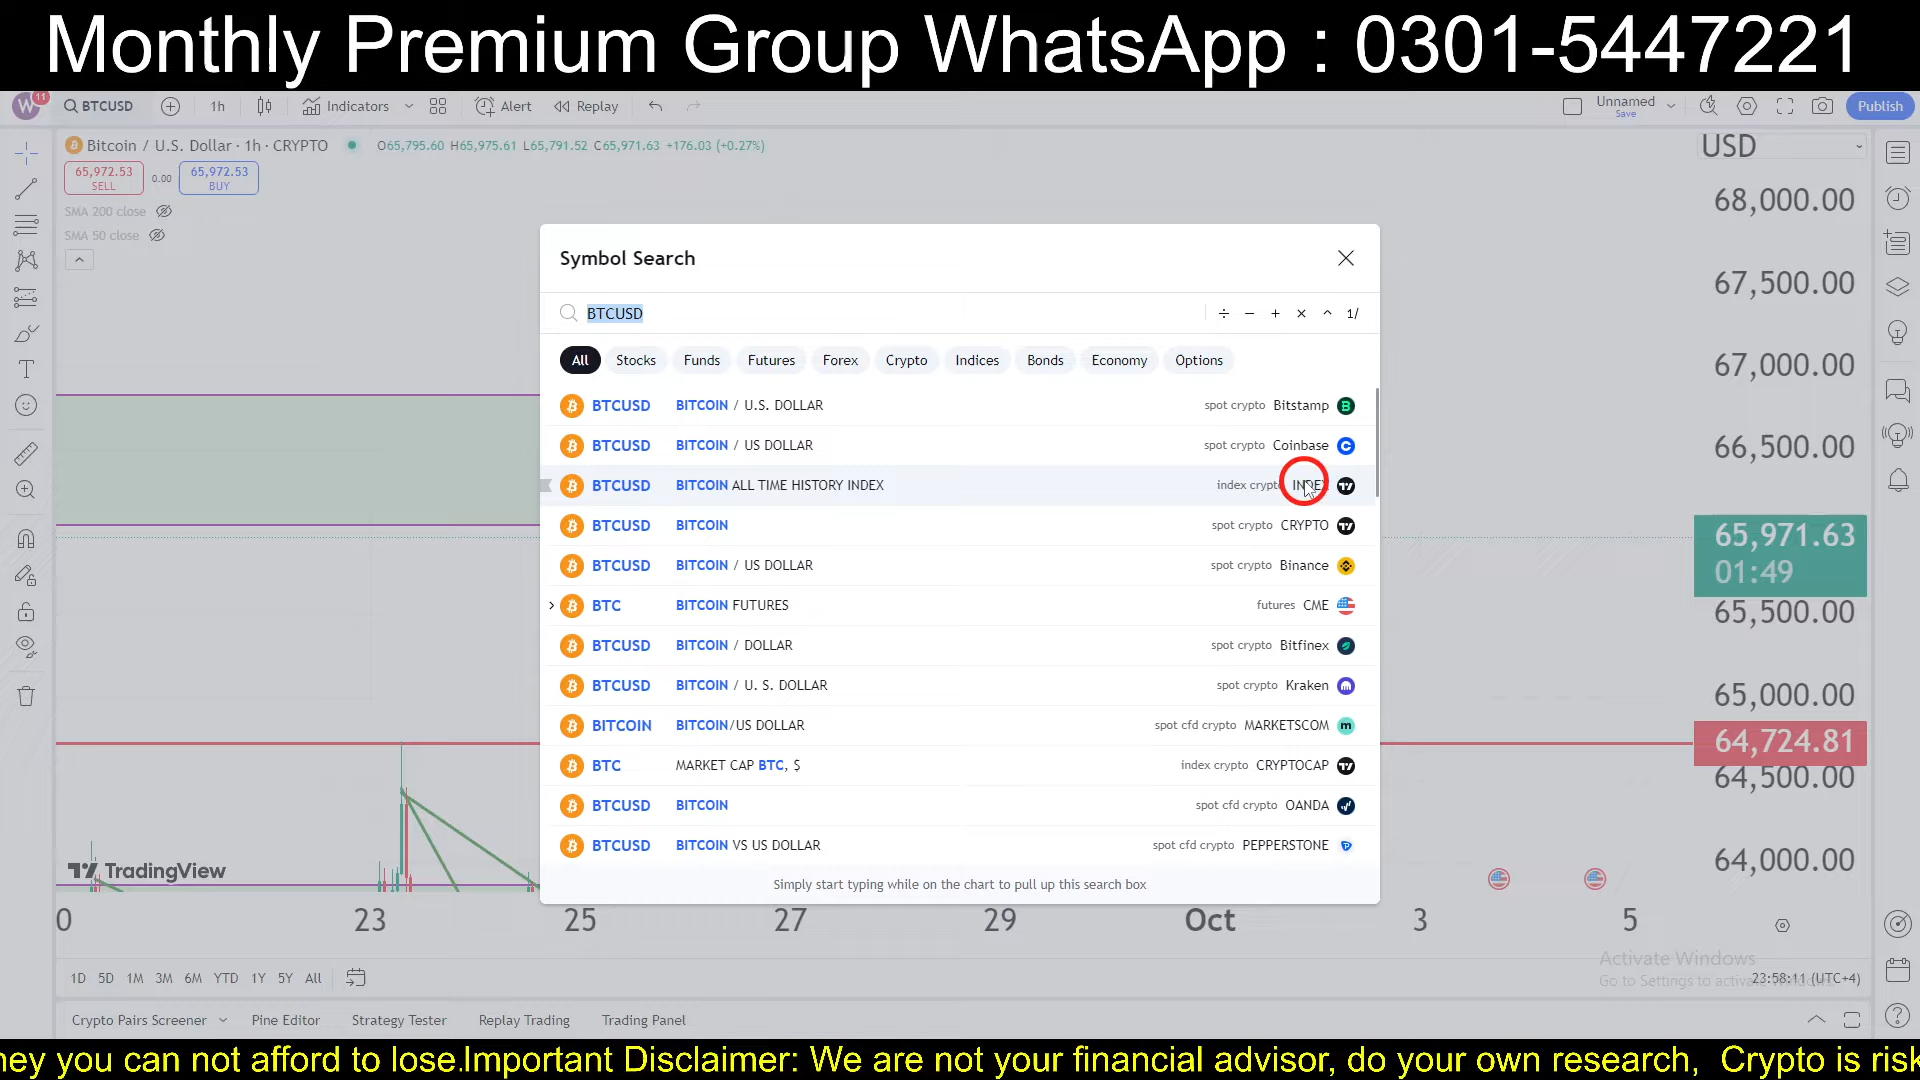 Monthly Premium Group WhatsApp : 0301-5447221
W 11 BTCUSD 1h Indicators Alert Replay Unnamed Save Publish
Bitcoin / U.S. Dollar · 1h · CRYPTO O65,795.60 H65,975.61 L65,791.52 C65,971.63 +176.03 (+0.27%) USD
65,972.53 SELL 0.00 65,972.53 BUY
SMA 200 close
SMA 50 close
68,000.00
67,500.00
67,000.00
66,500.00
65,971.63
01:49
65,500.00
65,000.00
64,724.81
64,500.00
64,000.00
Symbol Search
BTCUSD ÷ − + × ^ 1/
All Stocks Funds Futures Forex Crypto Indices Bonds Economy Options
BTCUSD BITCOIN / U.S. DOLLAR spot crypto Bitstamp
BTCUSD BITCOIN / US DOLLAR spot crypto Coinbase
BTCUSD BITCOIN ALL TIME HISTORY INDEX index crypto INDEX
BTCUSD BITCOIN spot crypto CRYPTO
BTCUSD BITCOIN / US DOLLAR spot crypto Binance
BTC BITCOIN FUTURES futures CME
BTCUSD BITCOIN / DOLLAR spot crypto Bitfinex
BTCUSD BITCOIN / U. S. DOLLAR spot crypto Kraken
BITCOIN BITCOIN/US DOLLAR spot cfd crypto MARKETSCOM
BTC MARKET CAP BTC, $ index crypto CRYPTOCAP
BTCUSD BITCOIN spot cfd crypto OANDA
BTCUSD BITCOIN VS US DOLLAR spot cfd crypto PEPPERSTONE
Simply start typing while on the chart to pull up this search box
TradingView
0 23 25 27 29 Oct 3 5
Activate Windows
Go to Settings to activate
1D 5D 1M 3M 6M YTD 1Y 5Y All 23:58:11 (UTC+4)
Crypto Pairs Screener Pine Editor Strategy Tester Replay Trading Trading Panel
ney you can not afford to lose.Important Disclaimer: We are not your financial advisor, do your own research, Crypto is risk